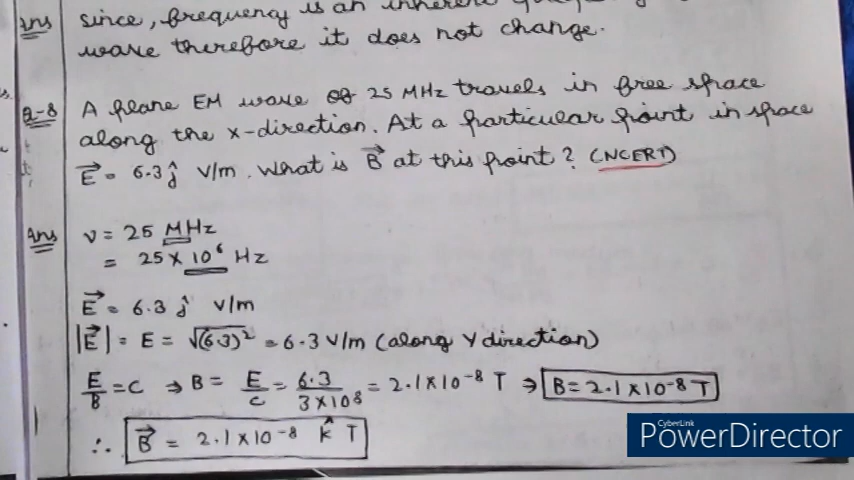 Ans since, frequency is an inherent
wave therefore it does not change.
Q-8 A plane EM wave of 25 MHz travels in free space
along the x-direction. At a particular point in space
E⃗ = 6.3 ĵ V/m. What is B⃗ at this point? (NCERT)
Ans ν = 25 MHz
= 25 × 10⁶ Hz
E⃗ = 6.3 ĵ V/m
|E⃗| = E = √(6.3)² = 6.3 V/m (along Y direction)
E/B = C ⇒ B = E/C = 6.3/3×10⁸ = 2.1×10⁻⁸ T ⇒ B = 2.1×10⁻⁸ T
∴ B⃗ = 2.1×10⁻⁸ k̂ T
CyberLink
PowerDirector